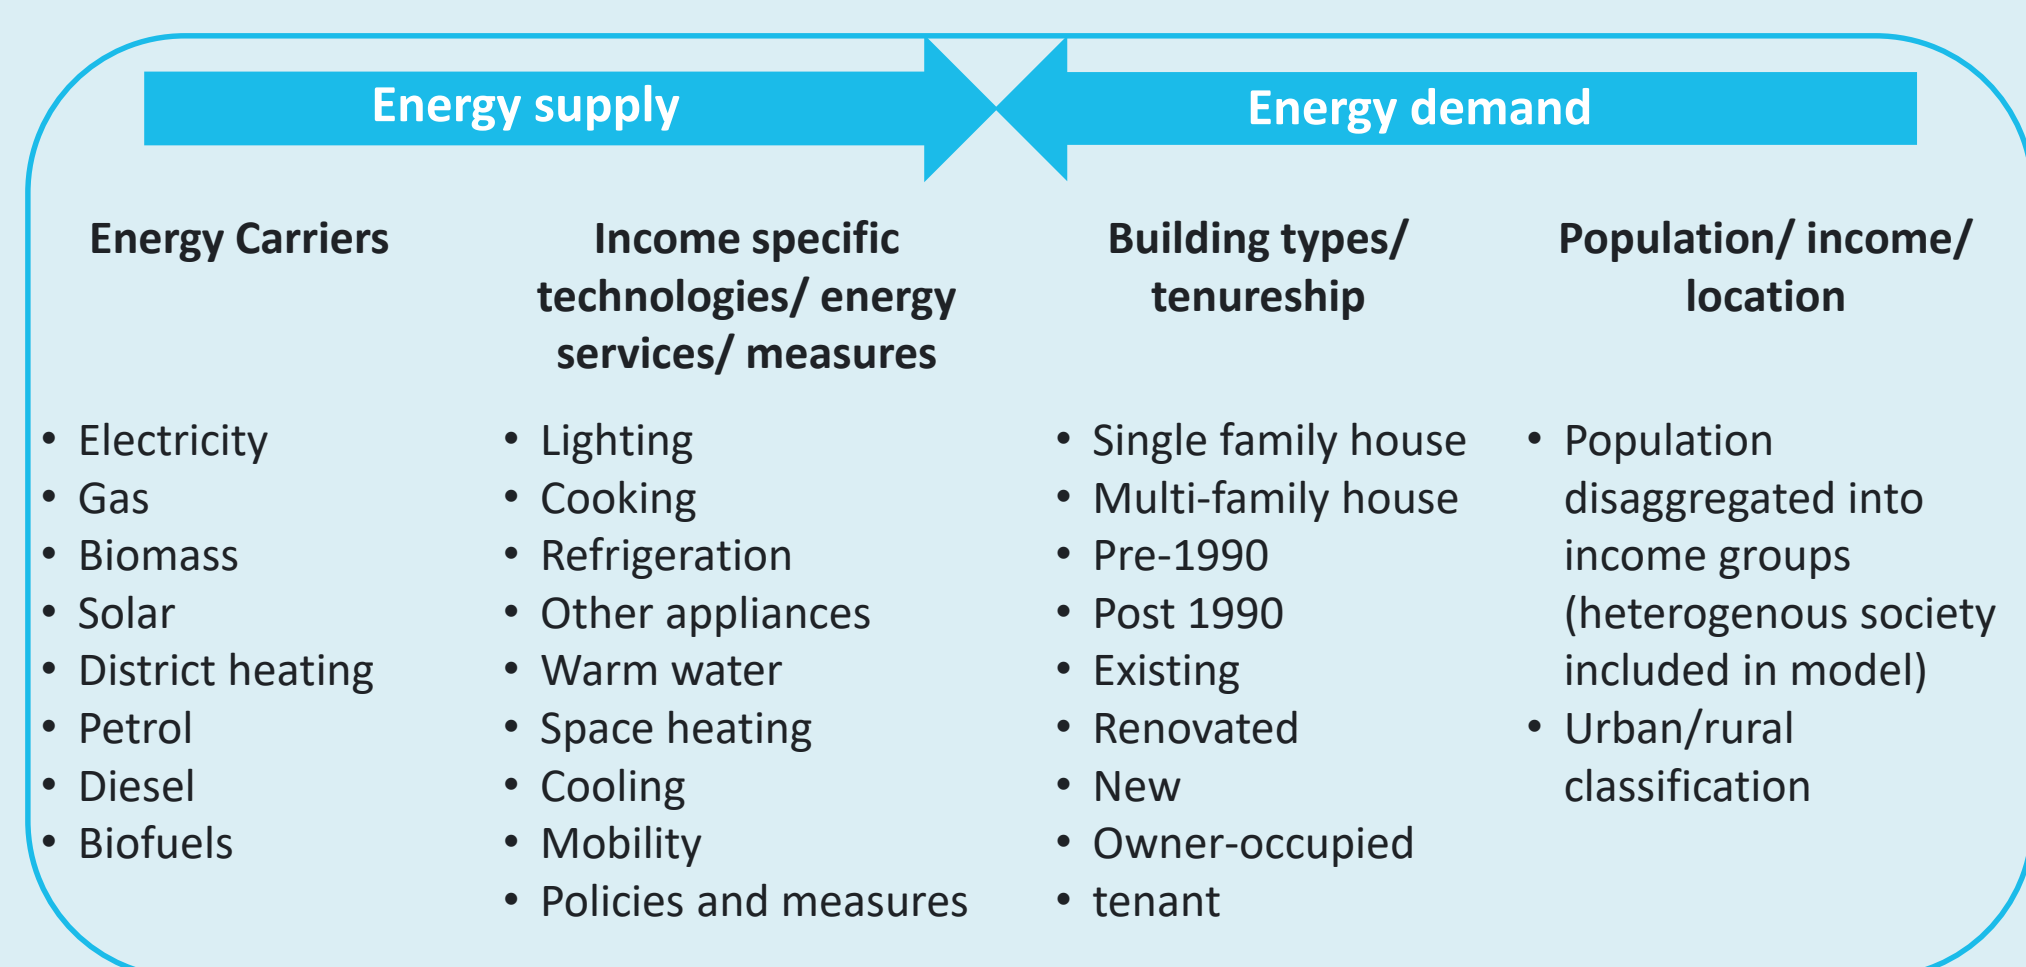 Energy supply
Energy demand
Energy Carriers
• Electricity
• Gas
• Biomass
• Solar
• District heating
• Petrol
• Diesel
• Biofuels
Income specific
technologies/ energy
services/ measures
• Lighting
• Cooking
• Refrigeration
• Other appliances
• Warm water
• Space heating
• Cooling
• Mobility
• Policies and measures
Building types/
tenureship
• Single family house
• Multi-family house
• Pre-1990
• Post 1990
• Existing
• Renovated
• New
• Owner-occupied
• tenant
Population/ income/
location
• Population
disaggregated into
income groups
(heterogenous society
included in model)
• Urban/rural
classification